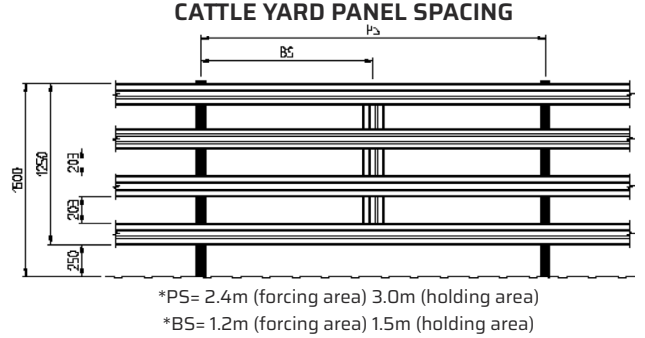 CATTLE YARD PANEL SPACING
PS
BS
1500
1250
203
203
250
*PS= 2.4m (forcing area) 3.0m (holding area)
*BS= 1.2m (forcing area) 1.5m (holding area)